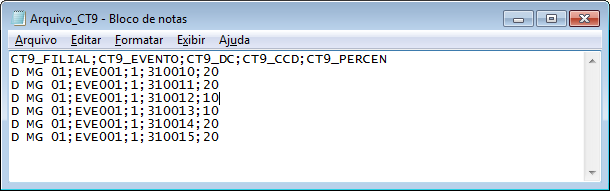 Arquivo_CT9 - Bloco de notas
Arquivo Editar Formatar Exibir Ajuda
CT9_FILIAL;CT9_EVENTO;CT9_DC;CT9_CCD;CT9_PERCEN
D MG 01;EVE001;1;310010;20
D MG 01;EVE001;1;310011;20
D MG 01;EVE001;1;310012;10
D MG 01;EVE001;1;310013;10
D MG 01;EVE001;1;310014;20
D MG 01;EVE001;1;310015;20